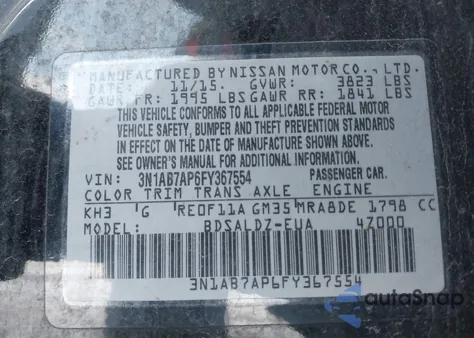 MANUFACTURED BY NISSAN MOTOR CO., LTD.
DATE: 11/15 GVWR: 3823 LBS
GAWR FR: 1995 LBS GAWR RR: 1841 LBS
THIS VEHICLE CONFORMS TO ALL APPLICABLE FEDERAL MOTOR
VEHICLE SAFETY, BUMPER AND THEFT PREVENTION STANDARDS
IN EFFECT ON THE DATE OF MANUFACTURE SHOWN ABOVE.
SEE OWNER'S MANUAL FOR ADDITIONAL INFORMATION.
VIN: 3N1AB7AP6FY367554 PASSENGER CAR.
COLOR TRIM TRANS AXLE ENGINE
KH3 G RE0F11A GM35 MRA8DE 1798 CC
MODEL: BDSALDZ-EUA 4Z000
3N1AB7AP6FY367554
autoSnap